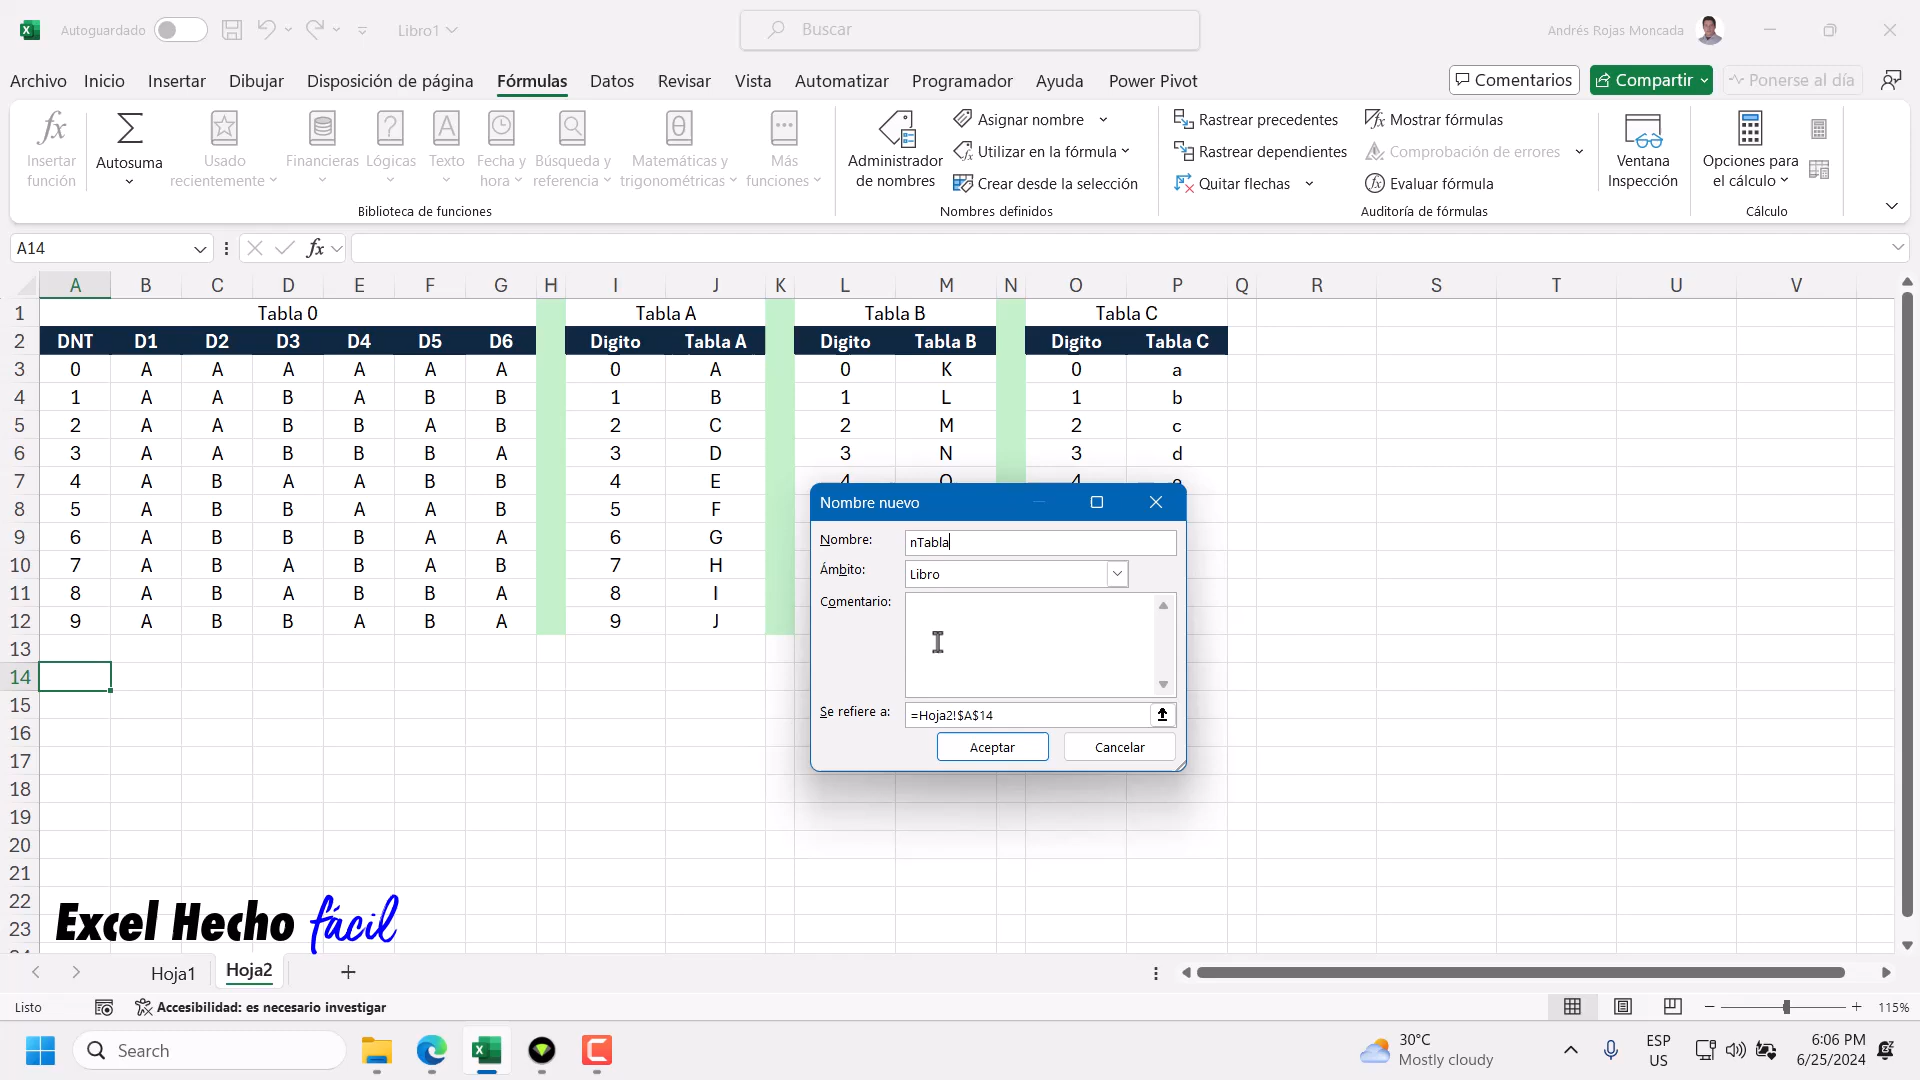 Autoguardado
Libro1
Buscar
Andrés Rojas Moncada
Archivo Inicio Insertar Dibujar Disposición de página Fórmulas Datos Revisar Vista Automatizar Programador Ayuda Power Pivot
Comentarios Compartir Ponerse al día
Insertar función
Autosuma
Usado recientemente
Financieras
Lógicas
Texto
Fecha y hora
Búsqueda y referencia
Matemáticas y trigonométricas
Más funciones
Biblioteca de funciones
Administrador de nombres
Asignar nombre
Utilizar en la fórmula
Crear desde la selección
Nombres definidos
Rastrear precedentes
Rastrear dependientes
Quitar flechas
Mostrar fórmulas
Comprobación de errores
Evaluar fórmula
Auditoría de fórmulas
Ventana Inspección
Opciones para el cálculo
Cálculo
A14
fx
A B C D E F G H I J K L M N O P Q R S T U V
1 Tabla 0 Tabla A Tabla B Tabla C
2 DNT D1 D2 D3 D4 D5 D6 Digito Tabla A Digito Tabla B Digito Tabla C
3 0 A A A A A A 0 A 0 K 0 a
4 1 A A B A B B 1 B 1 L 1 b
5 2 A A B B A B 2 C 2 M 2 c
6 3 A A B B B A 3 D 3 N 3 d
7 4 A B A A B B 4 E
8 5 A B B A A B 5 F
9 6 A B B B A A 6 G
10 7 A B A B A B 7 H
11 8 A B A B B A 8 I
12 9 A B B A B A 9 J
13
14
15
16
17
18
19
20
21
22
23
Nombre nuevo
Nombre: nTabla
Ámbito: Libro
Comentario:
Se refiere a: =Hoja2!$A$14
Aceptar Cancelar
Excel Hecho fácil
Hoja1 Hoja2
Listo
Accesibilidad: es necesario investigar
115%
Search
30°C
Mostly cloudy
ESP
US
6:06 PM
6/25/2024